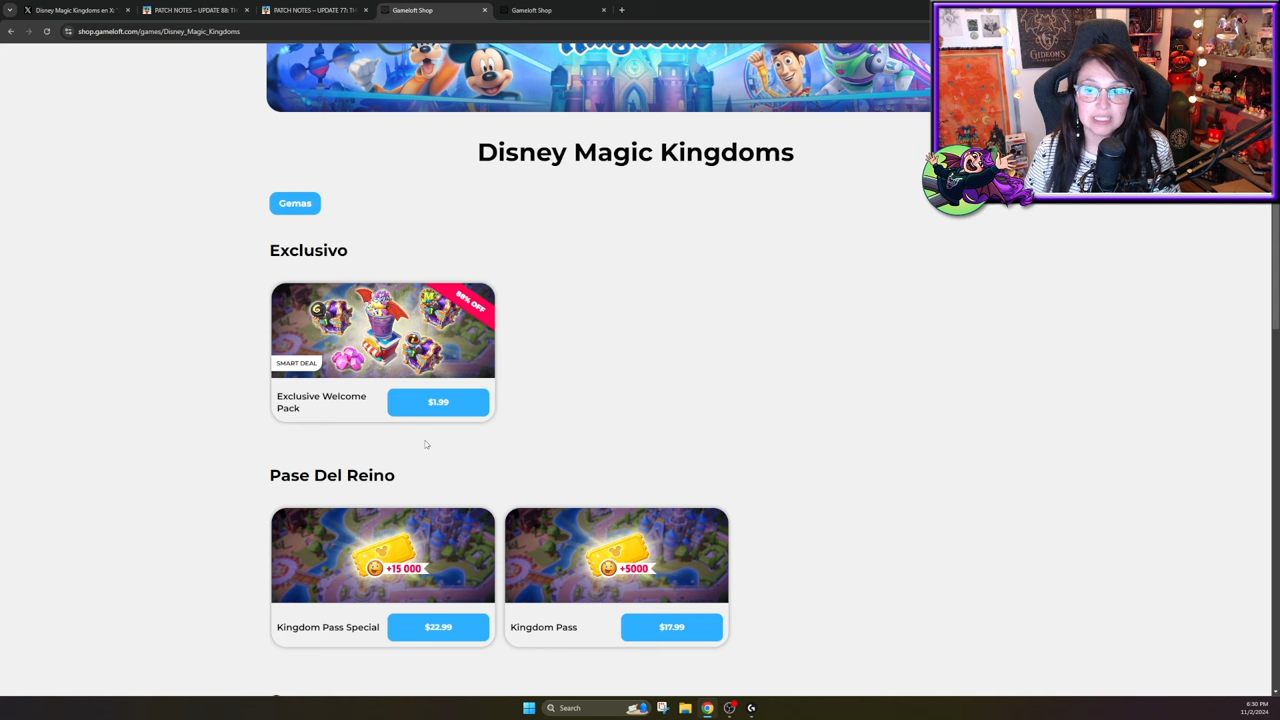 Disney Magic Kingdoms en X:
PATCH NOTES – UPDATE 88: TH
PATCH NOTES – UPDATE 77: TH
Gameloft Shop
Gameloft Shop
shop.gameloft.com/games/Disney_Magic_Kingdoms
GIDEON'S
Disney Magic Kingdoms
Gemas
Exclusivo
88% OFF
SMART DEAL
Exclusive Welcome
Pack
$1.99
Pase Del Reino
+15 000
+5000
Kingdom Pass Special
$22.99
Kingdom Pass
$17.99
Search
6:30 PM
11/2/2024